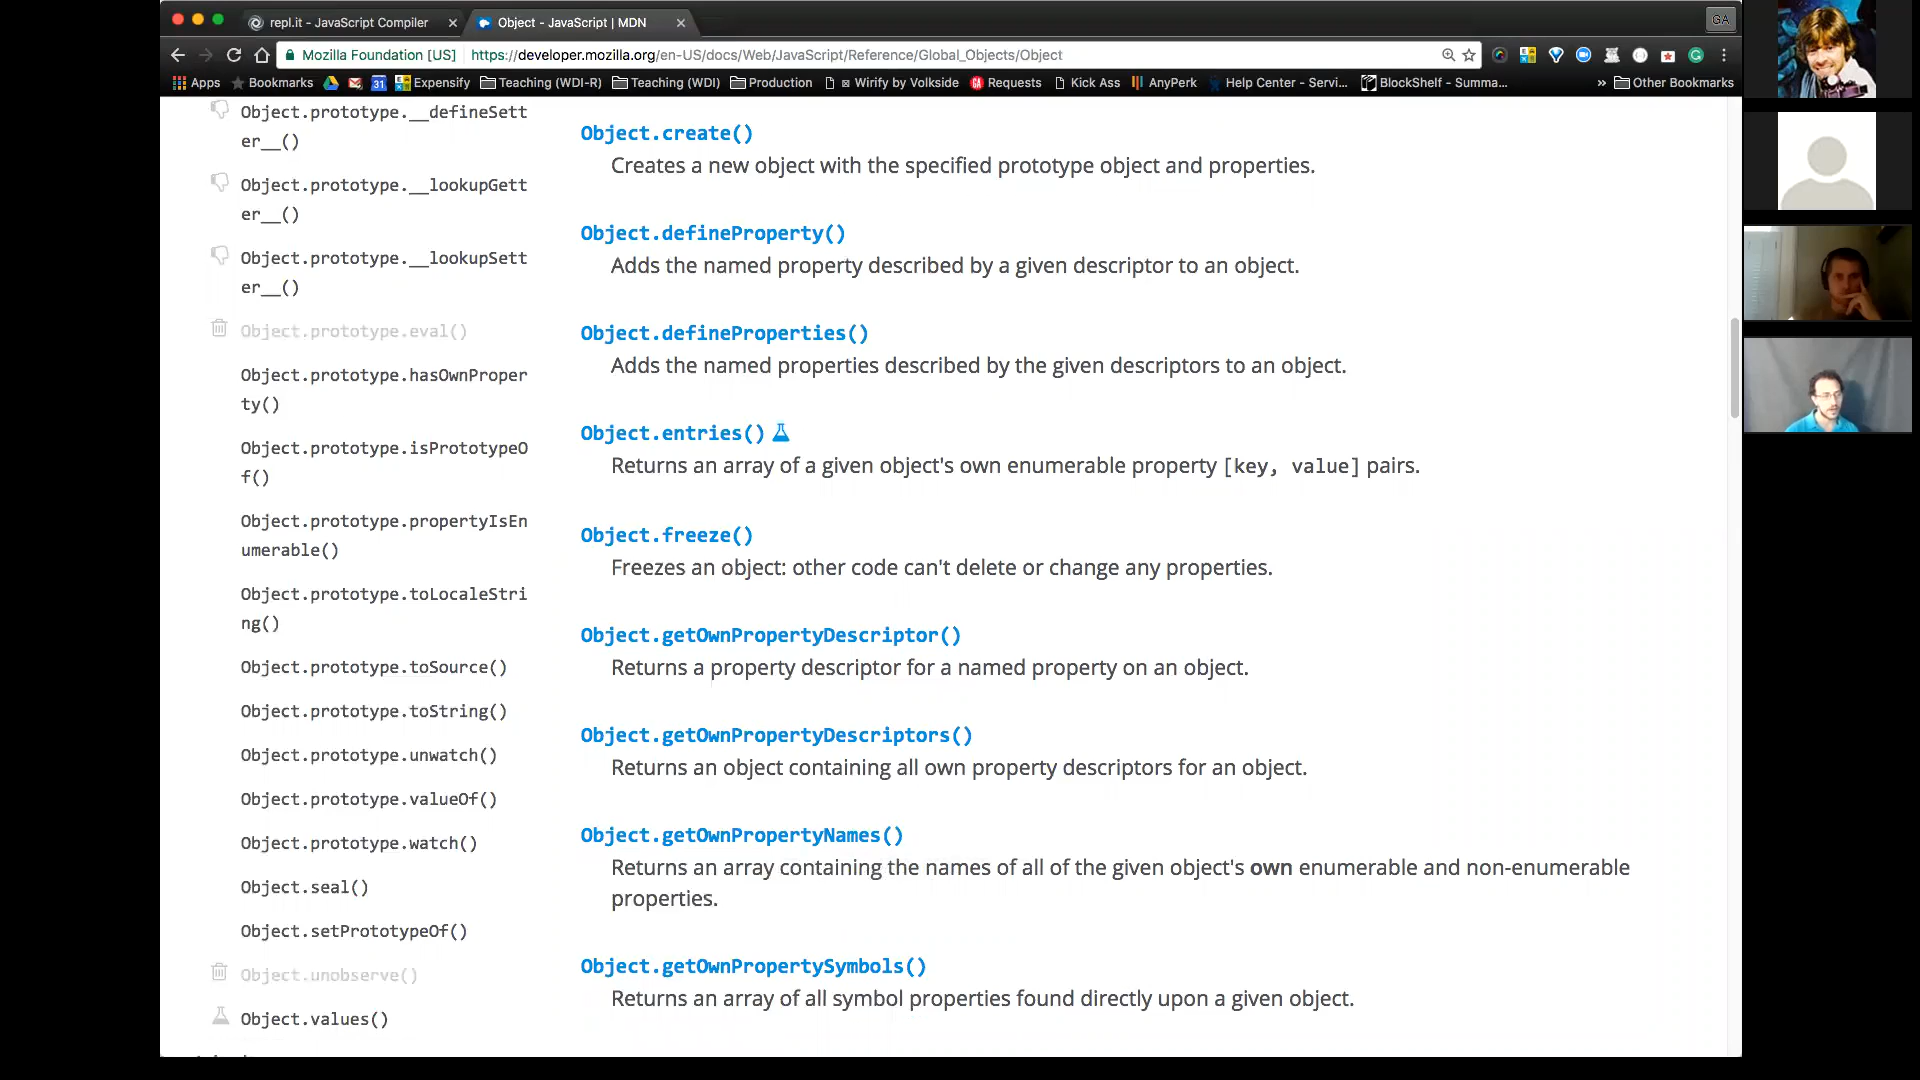 repl.it - JavaScript Compiler
Object - JavaScript | MDN
GA
Mozilla Foundation [US]
https://developer.mozilla.org/en-US/docs/Web/JavaScript/Reference/Global_Objects/Object
Apps
Bookmarks
31
Expensify
Teaching (WDI-R)
Teaching (WDI)
Production
Wirify by Volkside
Requests
Kick Ass
AnyPerk
Help Center - Servi...
BlockShelf - Summa...
»
Other Bookmarks
Object.prototype.__defineSett
er__()
Object.prototype.__lookupGett
er__()
Object.prototype.__lookupSett
er__()
Object.prototype.eval()
Object.prototype.hasOwnProper
ty()
Object.prototype.isPrototypeO
f()
Object.prototype.propertyIsEn
umerable()
Object.prototype.toLocaleStri
ng()
Object.prototype.toSource()
Object.prototype.toString()
Object.prototype.unwatch()
Object.prototype.valueOf()
Object.prototype.watch()
Object.seal()
Object.setPrototypeOf()
Object.unobserve()
Object.values()
Object.create()
Creates a new object with the specified prototype object and properties.
Object.defineProperty()
Adds the named property described by a given descriptor to an object.
Object.defineProperties()
Adds the named properties described by the given descriptors to an object.
Object.entries()
Returns an array of a given object's own enumerable property [key, value] pairs.
Object.freeze()
Freezes an object: other code can't delete or change any properties.
Object.getOwnPropertyDescriptor()
Returns a property descriptor for a named property on an object.
Object.getOwnPropertyDescriptors()
Returns an object containing all own property descriptors for an object.
Object.getOwnPropertyNames()
Returns an array containing the names of all of the given object's own enumerable and non-enumerable
properties.
Object.getOwnPropertySymbols()
Returns an array of all symbol properties found directly upon a given object.